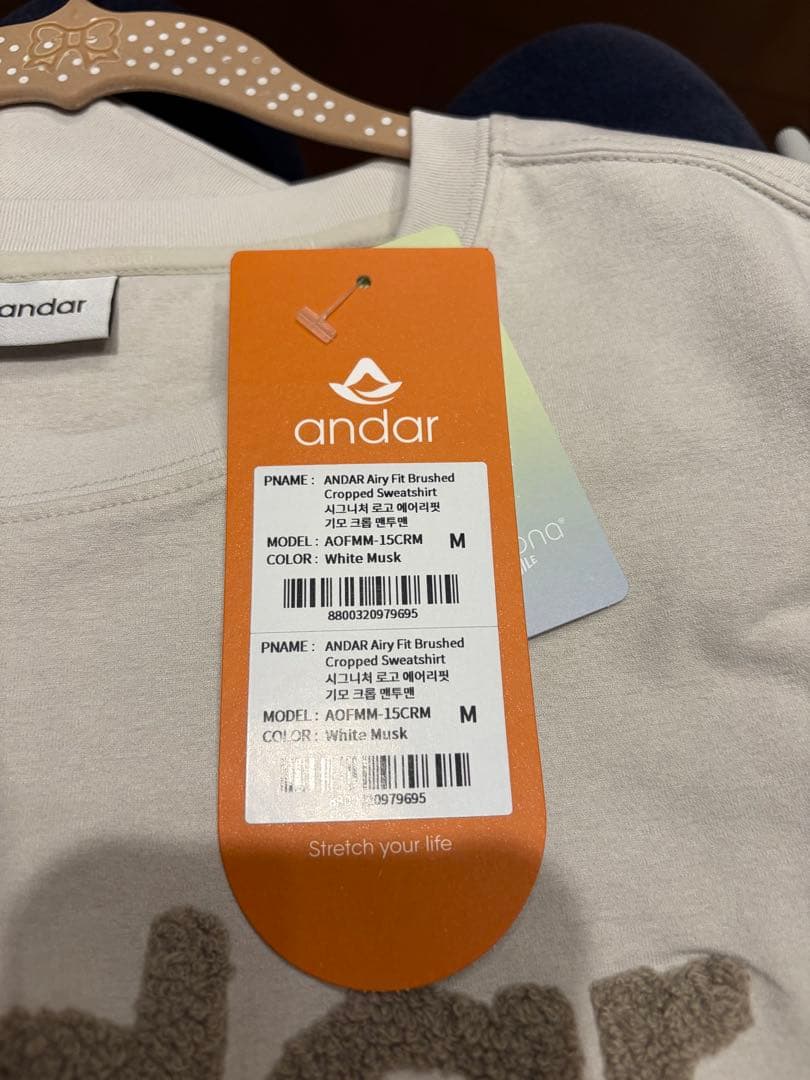 andar
andar
PNAME : ANDAR Airy Fit Brushed
Cropped Sweatshirt
시그니처 로고 에어리핏
기모 크롭 맨투맨
MODEL : AOFMM-15CRM M
COLOR : White Musk
8800320979695
PNAME : ANDAR Airy Fit Brushed
Cropped Sweatshirt
시그니처 로고 에어리핏
기모 크롭 맨투맨
MODEL : AOFMM-15CRM M
COLOR : White Musk
Stretch your life